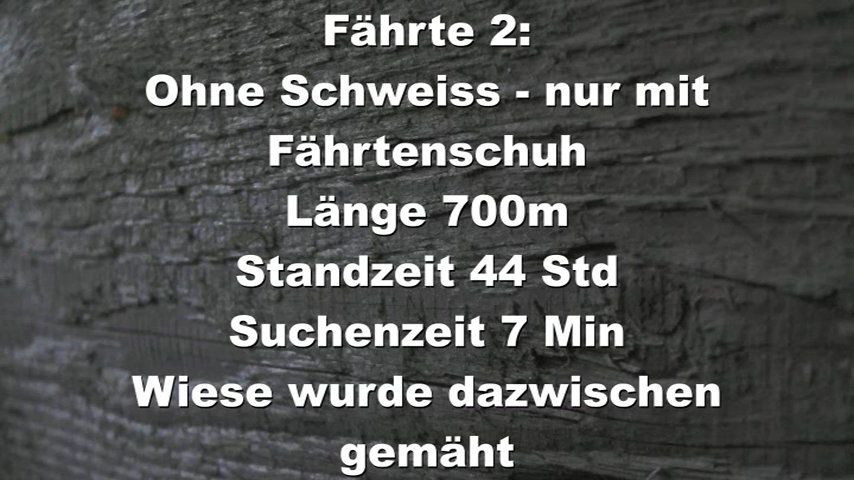 Fährte 2:
Ohne Schweiss - nur mit
Fährtenschuh
Länge 700m
Standzeit 44 Std
Suchenzeit 7 Min
Wiese wurde dazwischen
gemäht